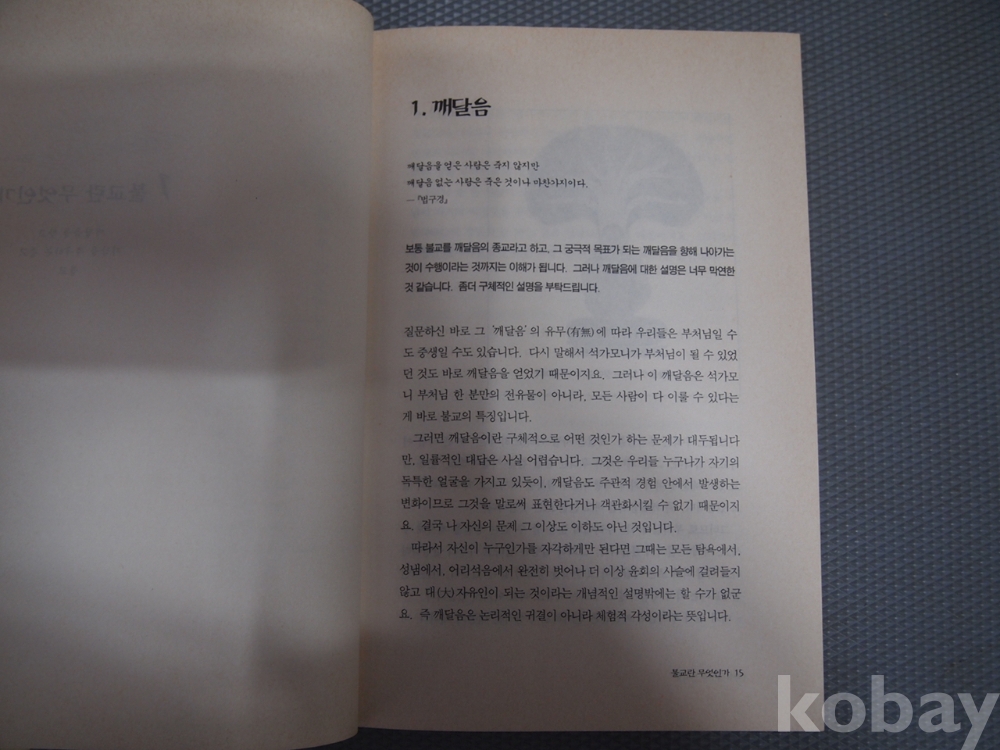 불교란 무엇인가
1. 깨달음
깨달음을 얻은 사람은 죽지 않지만
깨달음 없는 사람은 죽은 것이나 마찬가지이다.
—『법구경』
보통 불교를 깨달음의 종교라고 하고, 그 궁극적 목표가 되는 깨달음을 향해 나아가는
것이 수행이라는 것까지는 이해가 됩니다. 그러나 깨달음에 대한 설명은 너무 막연한
것 같습니다. 좀더 구체적인 설명을 부탁드립니다.
질문하신 바로 그 '깨달음'의 유무(有無)에 따라 우리들은 부처님일 수
도 중생일 수도 있습니다. 다시 말해서 석가모니가 부처님이 될 수 있었
던 것도 바로 깨달음을 얻었기 때문이지요. 그러나 이 깨달음은 석가모
니 부처님 한 분만의 전유물이 아니라, 모든 사람이 다 이룰 수 있다는
게 바로 불교의 특징입니다.
그러면 깨달음이란 구체적으로 어떤 것인가 하는 문제가 대두됩니다
만, 일률적인 대답은 사실 어렵습니다. 그것은 우리들 누구나가 자기의
독특한 얼굴을 가지고 있듯이, 깨달음도 주관적 경험 안에서 발생하는
변화이므로 그것을 말로써 표현한다거나 객관화시킬 수 없기 때문이지
요. 결국 나 자신의 문제 그 이상도 이하도 아닌 것입니다.
따라서 자신이 누구인가를 자각하게만 된다면 그때는 모든 탐욕에서,
성냄에서, 어리석음에서 완전히 벗어나 더 이상 윤회의 사슬에 걸려들지
않고 대(大)자유인이 되는 것이라는 개념적인 설명밖에는 할 수가 없군
요. 즉 깨달음은 논리적인 귀결이 아니라 체험적 각성이라는 뜻입니다.
불교란 무엇인가 15
kobay